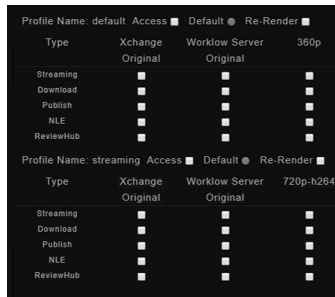 Profile Name: default Access Default Re-Render
Type Xchange Worklow Server 360p
Original Original
Streaming
Download
Publish
NLE
ReviewHub
Profile Name: streaming Access Default Re-Render
Type Xchange Worklow Server 720p-h264
Original Original
Streaming
Download
Publish
NLE
ReviewHub